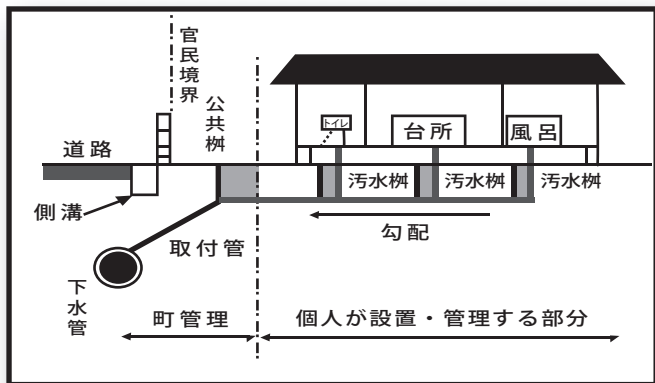 官民境界
公共桝
道路
側溝
トイレ
台所
風呂
汚水桝
汚水桝
汚水桝
勾配
取付管
下水管
町管理
個人が設置・管理する部分